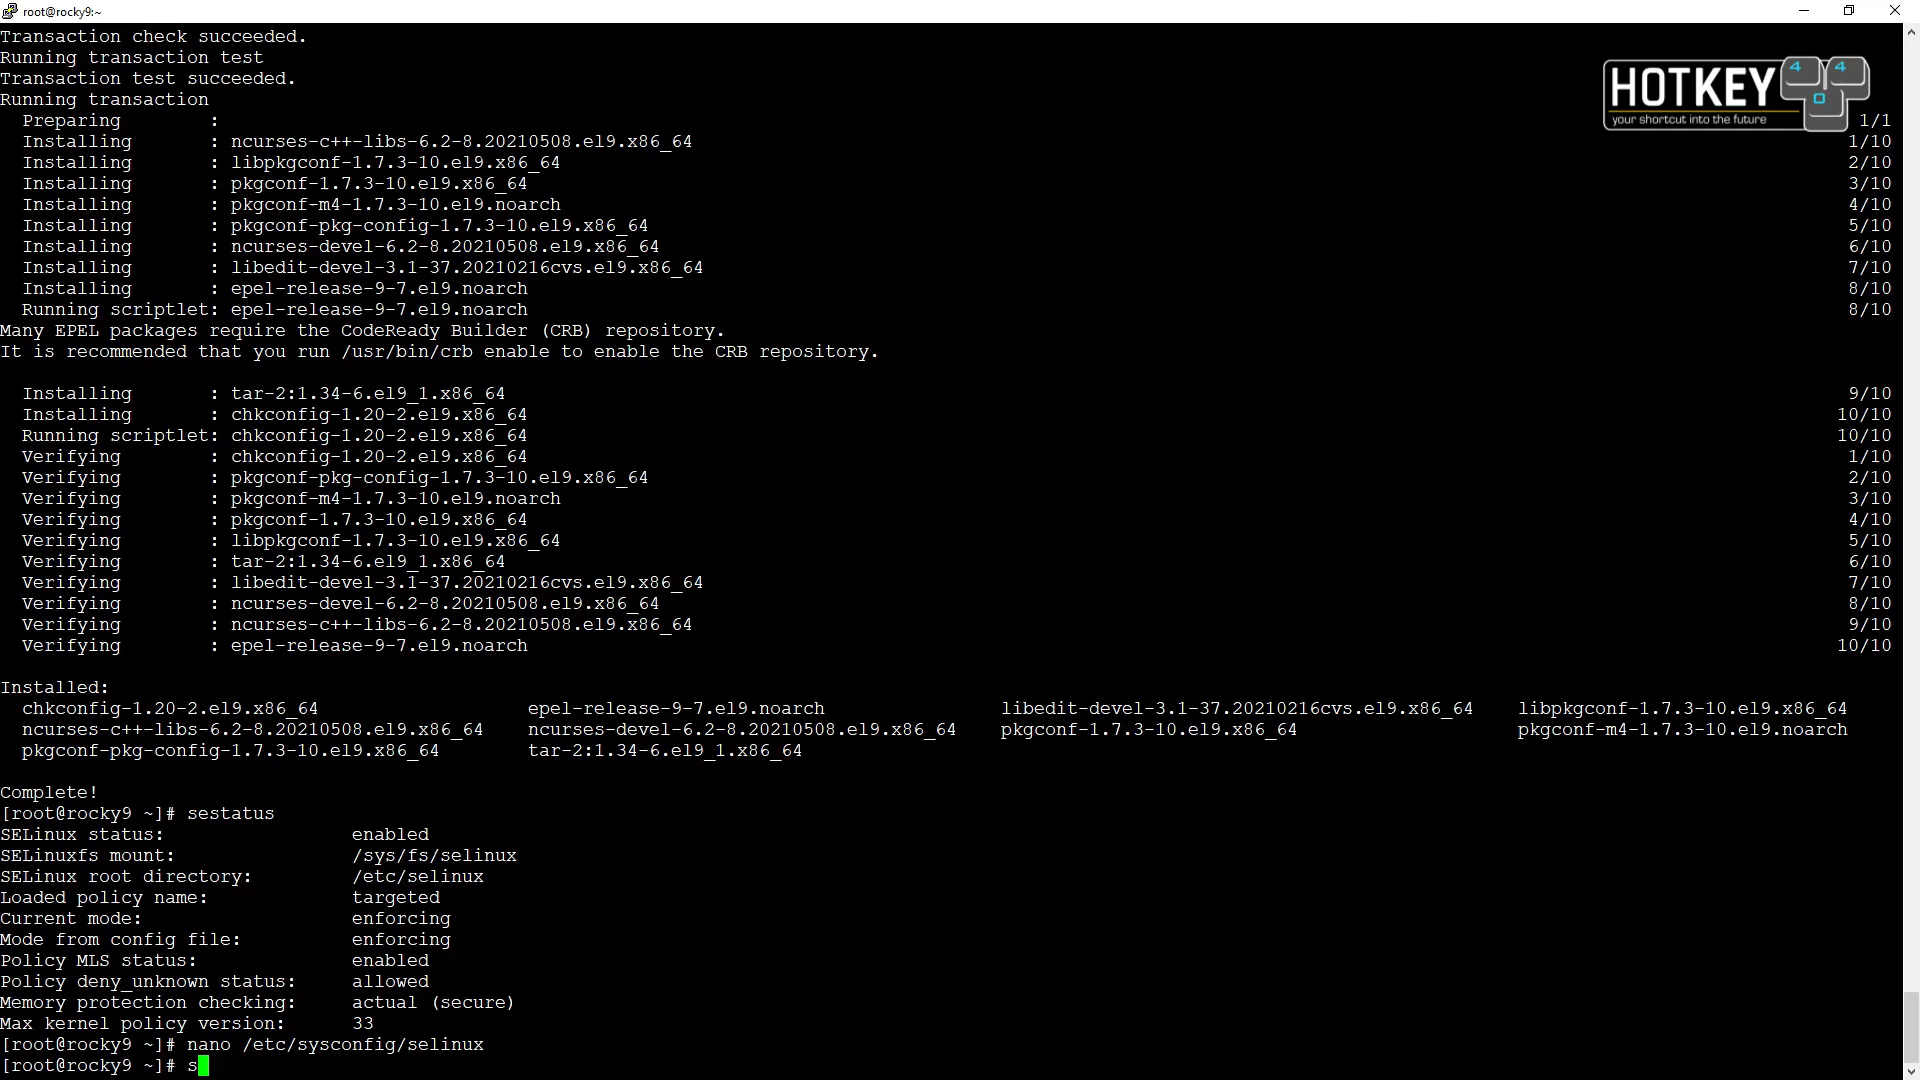 root@rocky9:~
Transaction check succeeded.
Running transaction test
Transaction test succeeded.
Running transaction
  Preparing        :                                                                      1/1
  Installing       : ncurses-c++-libs-6.2-8.20210508.el9.x86_64                          1/10
  Installing       : libpkgconf-1.7.3-10.el9.x86_64                                      2/10
  Installing       : pkgconf-1.7.3-10.el9.x86_64                                         3/10
  Installing       : pkgconf-m4-1.7.3-10.el9.noarch                                      4/10
  Installing       : pkgconf-pkg-config-1.7.3-10.el9.x86_64                              5/10
  Installing       : ncurses-devel-6.2-8.20210508.el9.x86_64                             6/10
  Installing       : libedit-devel-3.1-37.20210216cvs.el9.x86_64                         7/10
  Installing       : epel-release-9-7.el9.noarch                                         8/10
  Running scriptlet: epel-release-9-7.el9.noarch                                         8/10
Many EPEL packages require the CodeReady Builder (CRB) repository.
It is recommended that you run /usr/bin/crb enable to enable the CRB repository.
  Installing       : tar-2:1.34-6.el9_1.x86_64                                           9/10
  Installing       : chkconfig-1.20-2.el9.x86_64                                        10/10
  Running scriptlet: chkconfig-1.20-2.el9.x86_64                                        10/10
  Verifying        : chkconfig-1.20-2.el9.x86_64                                         1/10
  Verifying        : pkgconf-pkg-config-1.7.3-10.el9.x86_64                              2/10
  Verifying        : pkgconf-m4-1.7.3-10.el9.noarch                                      3/10
  Verifying        : pkgconf-1.7.3-10.el9.x86_64                                         4/10
  Verifying        : libpkgconf-1.7.3-10.el9.x86_64                                      5/10
  Verifying        : tar-2:1.34-6.el9_1.x86_64                                           6/10
  Verifying        : libedit-devel-3.1-37.20210216cvs.el9.x86_64                         7/10
  Verifying        : ncurses-devel-6.2-8.20210508.el9.x86_64                             8/10
  Verifying        : ncurses-c++-libs-6.2-8.20210508.el9.x86_64                          9/10
  Verifying        : epel-release-9-7.el9.noarch                                        10/10
Installed:
  chkconfig-1.20-2.el9.x86_64 epel-release-9-7.el9.noarch libedit-devel-3.1-37.20210216cvs.el9.x86_64 libpkgconf-1.7.3-10.el9.x86_64
  ncurses-c++-libs-6.2-8.20210508.el9.x86_64 ncurses-devel-6.2-8.20210508.el9.x86_64 pkgconf-1.7.3-10.el9.x86_64 pkgconf-m4-1.7.3-10.el9.noarch
  pkgconf-pkg-config-1.7.3-10.el9.x86_64 tar-2:1.34-6.el9_1.x86_64
Complete!
[root@rocky9 ~]# sestatus
SELinux status:                 enabled
SELinuxfs mount:                /sys/fs/selinux
SELinux root directory:         /etc/selinux
Loaded policy name:             targeted
Current mode:                   enforcing
Mode from config file:          enforcing
Policy MLS status:              enabled
Policy deny_unknown status:     allowed
Memory protection checking:     actual (secure)
Max kernel policy version:      33
[root@rocky9 ~]# nano /etc/sysconfig/selinux
[root@rocky9 ~]# s
HOTKEY 4 4
0
your shortcut into the future